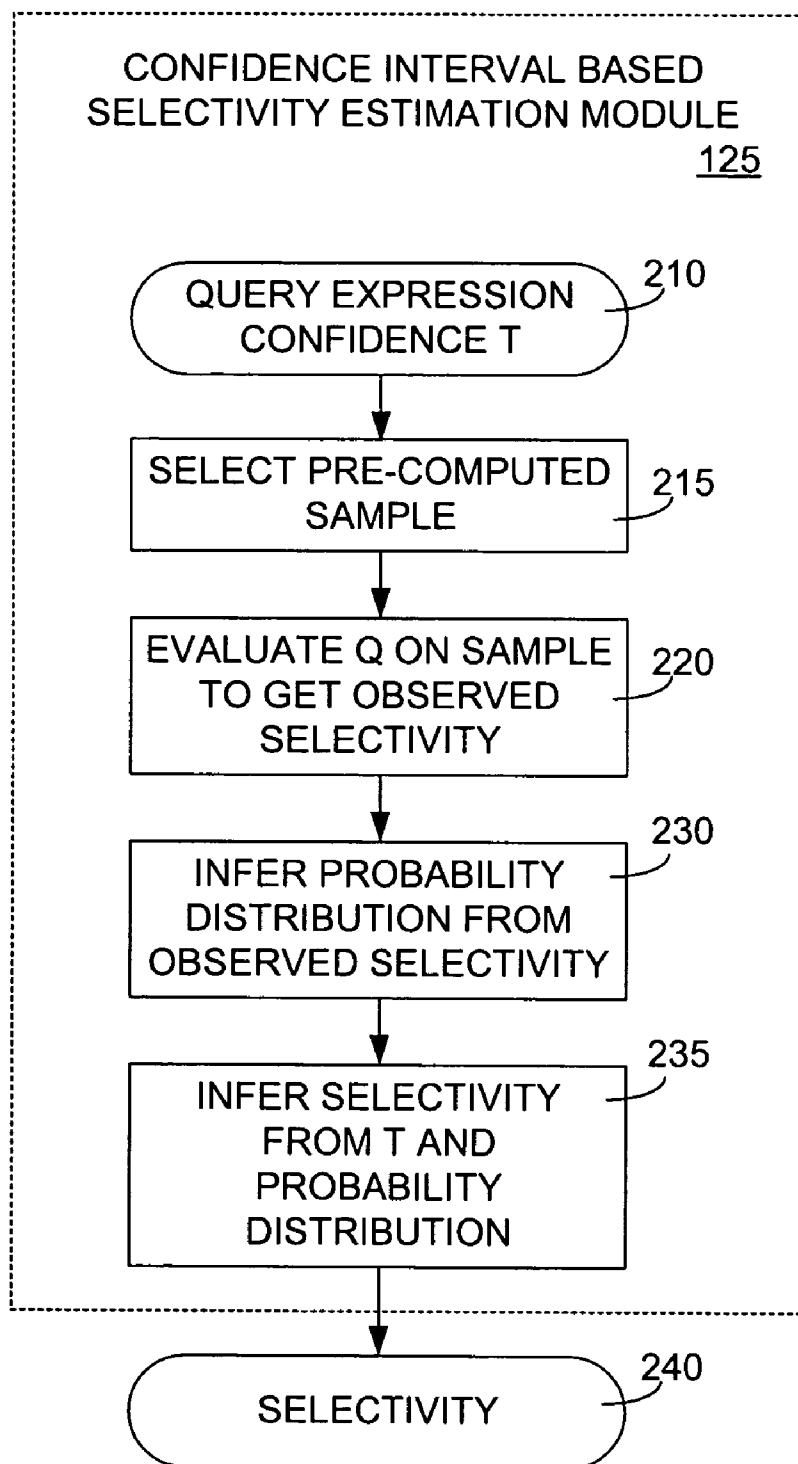 CONFIDENCE INTERVAL BASED
SELECTIVITY ESTIMATION MODULE
125
210
QUERY EXPRESSION
CONFIDENCE T
SELECT PRE-COMPUTED
SAMPLE
215
EVALUATE Q ON SAMPLE
TO GET OBSERVED
SELECTIVITY
220
230
INFER PROBABILITY
DISTRIBUTION FROM
OBSERVED SELECTIVITY
235
INFER SELECTIVITY
FROM T AND
PROBABILITY
DISTRIBUTION
240
SELECTIVITY